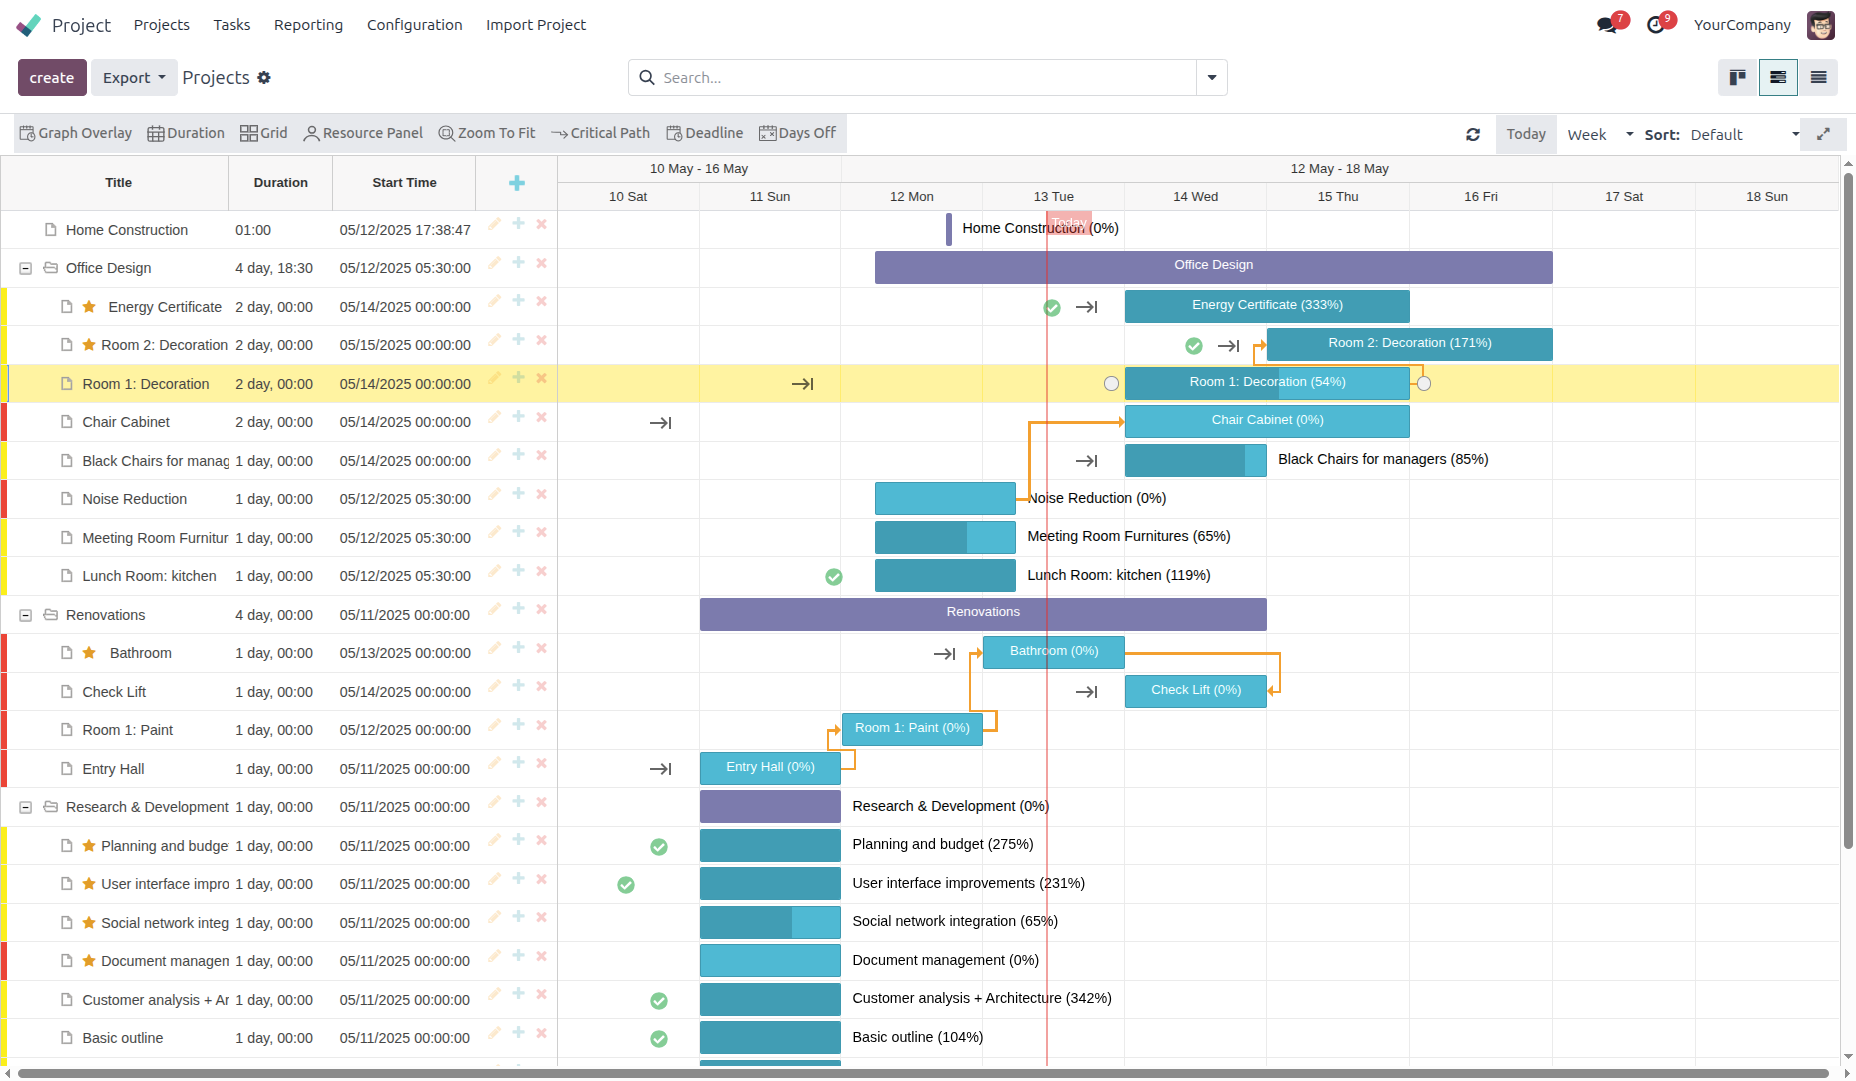 Project Projects Tasks Reporting Configuration Import Project 7 9 YourCompany
create Export Projects Search...
Graph Overlay Duration Grid Resource Panel Zoom To Fit Critical Path Deadline Days Off Today Week Sort: Default
10 May - 16 May 12 May - 18 May
Title Duration Start Time
10 Sat 11 Sun 12 Mon 13 Tue 14 Wed 15 Thu 16 Fri 17 Sat 18 Sun
Today
Home Construction 01:00 05/12/2025 17:38:47 Home Construction (0%)
Office Design 4 day, 18:30 05/12/2025 05:30:00 Office Design
Energy Certificate 2 day, 00:00 05/14/2025 00:00:00 Energy Certificate (333%)
Room 2: Decoration 2 day, 00:00 05/15/2025 00:00:00 Room 2: Decoration (171%)
Room 1: Decoration 2 day, 00:00 05/14/2025 00:00:00 Room 1: Decoration (54%)
Chair Cabinet 2 day, 00:00 05/14/2025 00:00:00 Chair Cabinet (0%)
Black Chairs for manag 1 day, 00:00 05/14/2025 00:00:00 Black Chairs for managers (85%)
Noise Reduction 1 day, 00:00 05/12/2025 05:30:00 Noise Reduction (0%)
Meeting Room Furnitur 1 day, 00:00 05/12/2025 05:30:00 Meeting Room Furnitures (65%)
Lunch Room: kitchen 1 day, 00:00 05/12/2025 05:30:00 Lunch Room: kitchen (119%)
Renovations 4 day, 00:00 05/11/2025 00:00:00 Renovations
Bathroom 1 day, 00:00 05/13/2025 00:00:00 Bathroom (0%)
Check Lift 1 day, 00:00 05/14/2025 00:00:00 Check Lift (0%)
Room 1: Paint 1 day, 00:00 05/12/2025 00:00:00 Room 1: Paint (0%)
Entry Hall 1 day, 00:00 05/11/2025 00:00:00 Entry Hall (0%)
Research & Development 1 day, 00:00 05/11/2025 00:00:00 Research & Development (0%)
Planning and budge 1 day, 00:00 05/11/2025 00:00:00 Planning and budget (275%)
User interface impro 1 day, 00:00 05/11/2025 00:00:00 User interface improvements (231%)
Social network integ 1 day, 00:00 05/11/2025 00:00:00 Social network integration (65%)
Document managem 1 day, 00:00 05/11/2025 00:00:00 Document management (0%)
Customer analysis + Ar 1 day, 00:00 05/11/2025 00:00:00 Customer analysis + Architecture (342%)
Basic outline 1 day, 00:00 05/11/2025 00:00:00 Basic outline (104%)